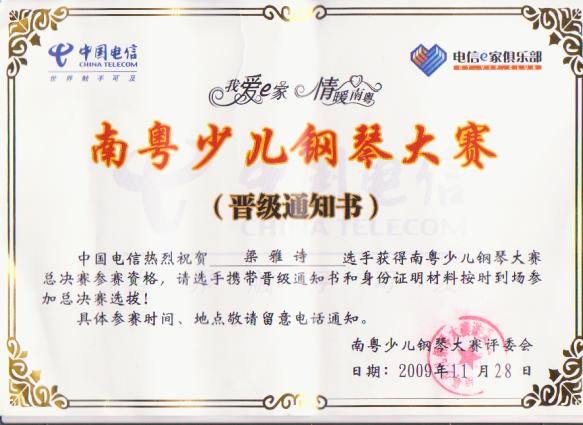 中国电信
CHINA TELECOM
世界触手可及
电信e家俱乐部
CT.VIP.CLUB
我爱e家 情暖南粤
南粤少儿钢琴大赛
（晋级通知书）
中国电信热烈祝贺 梁雅诗 选手获得南粤少儿钢琴大赛
总决赛参赛资格，请选手携带晋级通知书和身份证明材料按时到场参
加总决赛选拔！
具体参赛时间、地点敬请留意电话通知。
南粤少儿钢琴大赛评委会
日期：2009年11月28日
中国电信
CHINA TELECOM